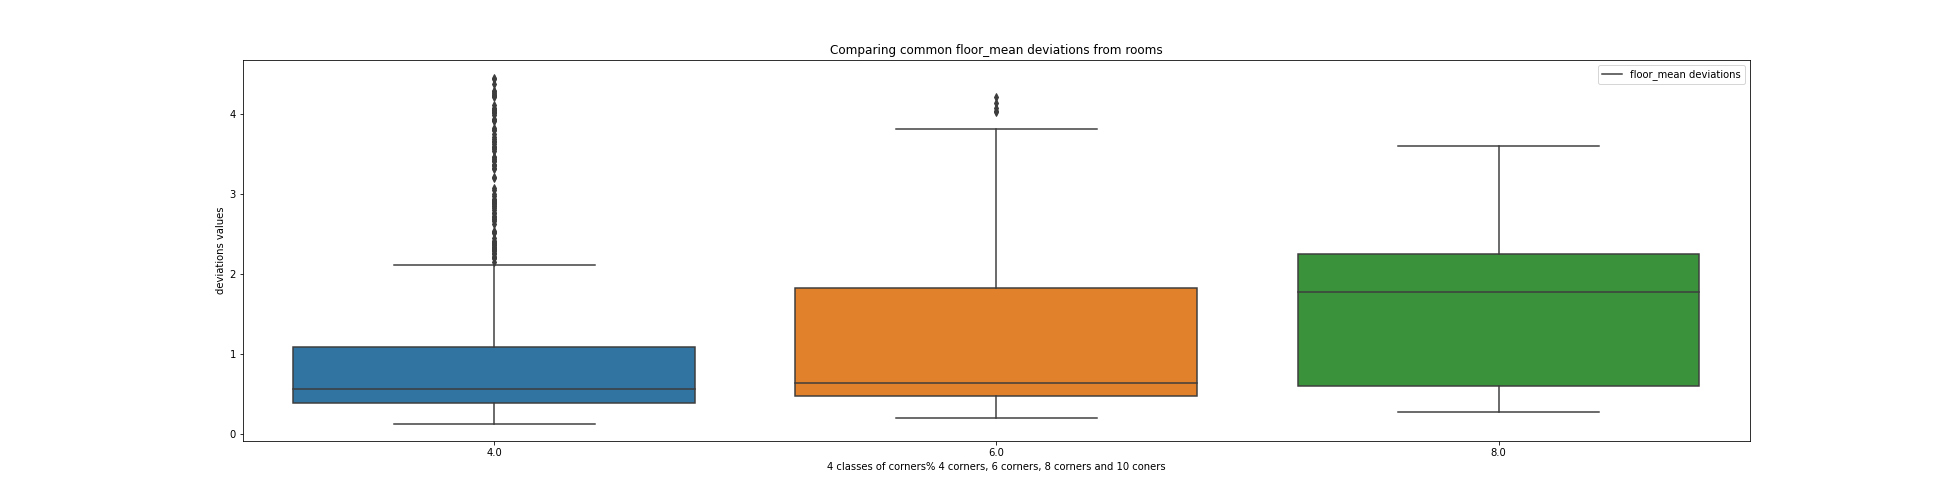 Comparing common floor_mean deviations from rooms
floor_mean deviations
deviations values
4
3
2
1
0
4.0 6.0 8.0
4 classes of corners% 4 corners, 6 corners, 8 corners and 10 coners